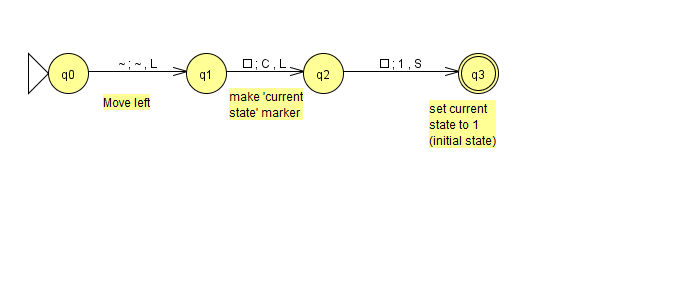 ~ ; ~ , L
□ ; C , L
□ ; 1 , S
q0
q1
q2
q3
Move left
make 'current
state' marker
set current
state to 1
(initial state)